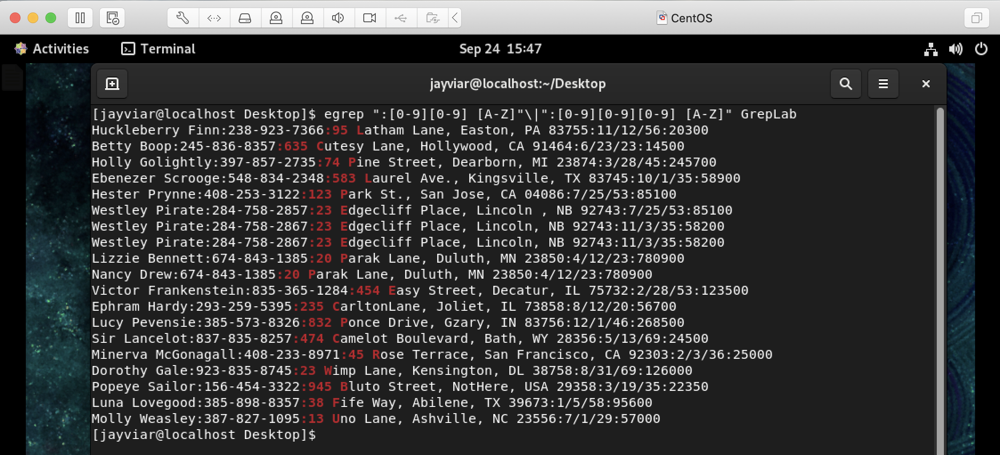 CentOS
Activities Terminal Sep 24 15:47
jayviar@localhost:~/Desktop
[jayviar@localhost Desktop]$ egrep ":[0-9][0-9] [A-Z]"\|":[0-9][0-9][0-9] [A-Z]" GrepLab
Huckleberry Finn:238-923-7366:95 Latham Lane, Easton, PA 83755:11/12/56:20300
Betty Boop:245-836-8357:635 Cutesy Lane, Hollywood, CA 91464:6/23/23:14500
Holly Golightly:397-857-2735:74 Pine Street, Dearborn, MI 23874:3/28/45:245700
Ebenezer Scrooge:548-834-2348:583 Laurel Ave., Kingsville, TX 83745:10/1/35:58900
Hester Prynne:408-253-3122:123 Park St., San Jose, CA 04086:7/25/53:85100
Westley Pirate:284-758-2857:23 Edgecliff Place, Lincoln , NB 92743:7/25/53:85100
Westley Pirate:284-758-2867:23 Edgecliff Place, Lincoln, NB 92743:11/3/35:58200
Westley Pirate:284-758-2867:23 Edgecliff Place, Lincoln, NB 92743:11/3/35:58200
Lizzie Bennett:674-843-1385:20 Parak Lane, Duluth, MN 23850:4/12/23:780900
Nancy Drew:674-843-1385:20 Parak Lane, Duluth, MN 23850:4/12/23:780900
Victor Frankenstein:835-365-1284:454 Easy Street, Decatur, IL 75732:2/28/53:123500
Ephram Hardy:293-259-5395:235 CarltonLane, Joliet, IL 73858:8/12/20:56700
Lucy Pevensie:385-573-8326:832 Ponce Drive, Gzary, IN 83756:12/1/46:268500
Sir Lancelot:837-835-8257:474 Camelot Boulevard, Bath, WY 28356:5/13/69:24500
Minerva McGonagall:408-233-8971:45 Rose Terrace, San Francisco, CA 92303:2/3/36:25000
Dorothy Gale:923-835-8745:23 Wimp Lane, Kensington, DL 38758:8/31/69:126000
Popeye Sailor:156-454-3322:945 Bluto Street, NotHere, USA 29358:3/19/35:22350
Luna Lovegood:385-898-8357:38 Fife Way, Abilene, TX 39673:1/5/58:95600
Molly Weasley:387-827-1095:13 Uno Lane, Ashville, NC 23556:7/1/29:57000
[jayviar@localhost Desktop]$